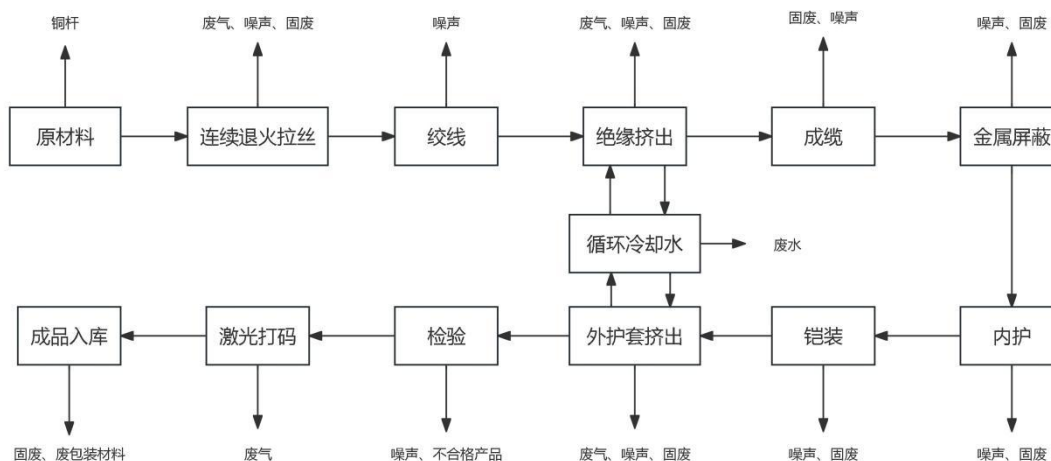 铜杆
废气、噪声、固废
噪声
废气、噪声、固废
固废、噪声
噪声、固废
原材料
连续退火拉丝
绞线
绝缘挤出
成缆
金属屏蔽
循环冷却水
废水
成品入库
激光打码
检验
外护套挤出
铠装
内护
固废、废包装材料
废气
噪声、不合格产品
废气、噪声、固废
噪声、固废
噪声、固废